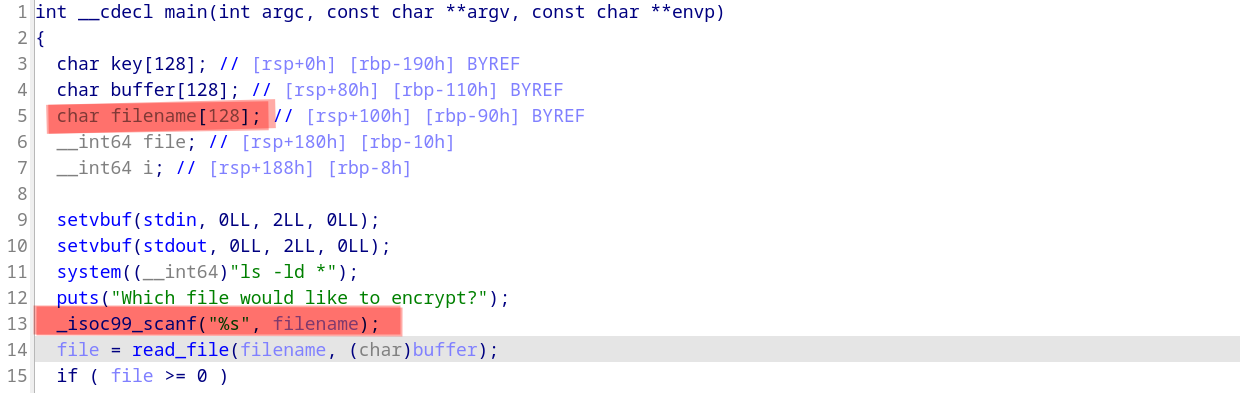 1 int __cdecl main(int argc, const char **argv, const char **envp)
2 {
3 char key[128]; // [rsp+0h] [rbp-190h] BYREF
4 char buffer[128]; // [rsp+80h] [rbp-110h] BYREF
5 char filename[128]; // [rsp+100h] [rbp-90h] BYREF
6 __int64 file; // [rsp+180h] [rbp-10h]
7 __int64 i; // [rsp+188h] [rbp-8h]
8
9 setvbuf(stdin, 0LL, 2LL, 0LL);
10 setvbuf(stdout, 0LL, 2LL, 0LL);
11 system((__int64)"ls -ld *");
12 puts("Which file would like to encrypt?");
13 _isoc99_scanf("%s", filename);
14 file = read_file(filename, (char)buffer);
15 if ( file >= 0 )